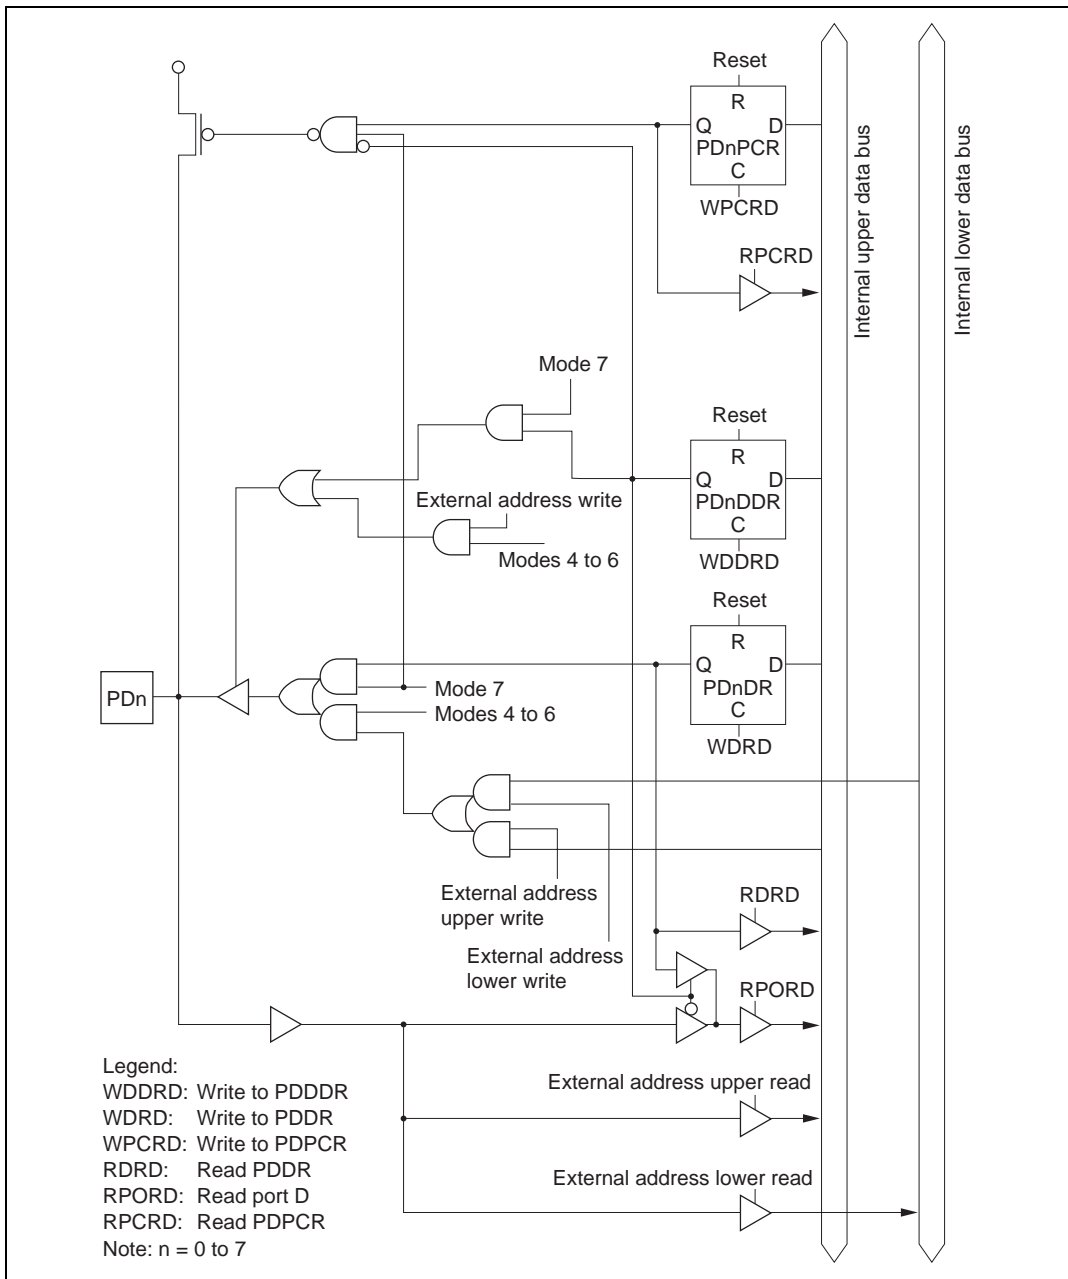 Reset
R
Q D
PDnPCR
C
WPCRD
RPCRD
Internal upper data bus
Internal lower data bus
Mode 7
Reset
R
Q D
PDnDDR
C
WDDRD
External address write
Modes 4 to 6
Reset
R
Q D
PDnDR
C
WDRD
PDn
Mode 7
Modes 4 to 6
External address
upper write
External address
lower write
RDRD
RPORD
External address upper read
External address lower read
Legend:
WDDRD: Write to PDDDR
WDRD: Write to PDDR
WPCRD: Write to PDPCR
RDRD: Read PDDR
RPORD: Read port D
RPCRD: Read PDPCR
Note: n = 0 to 7